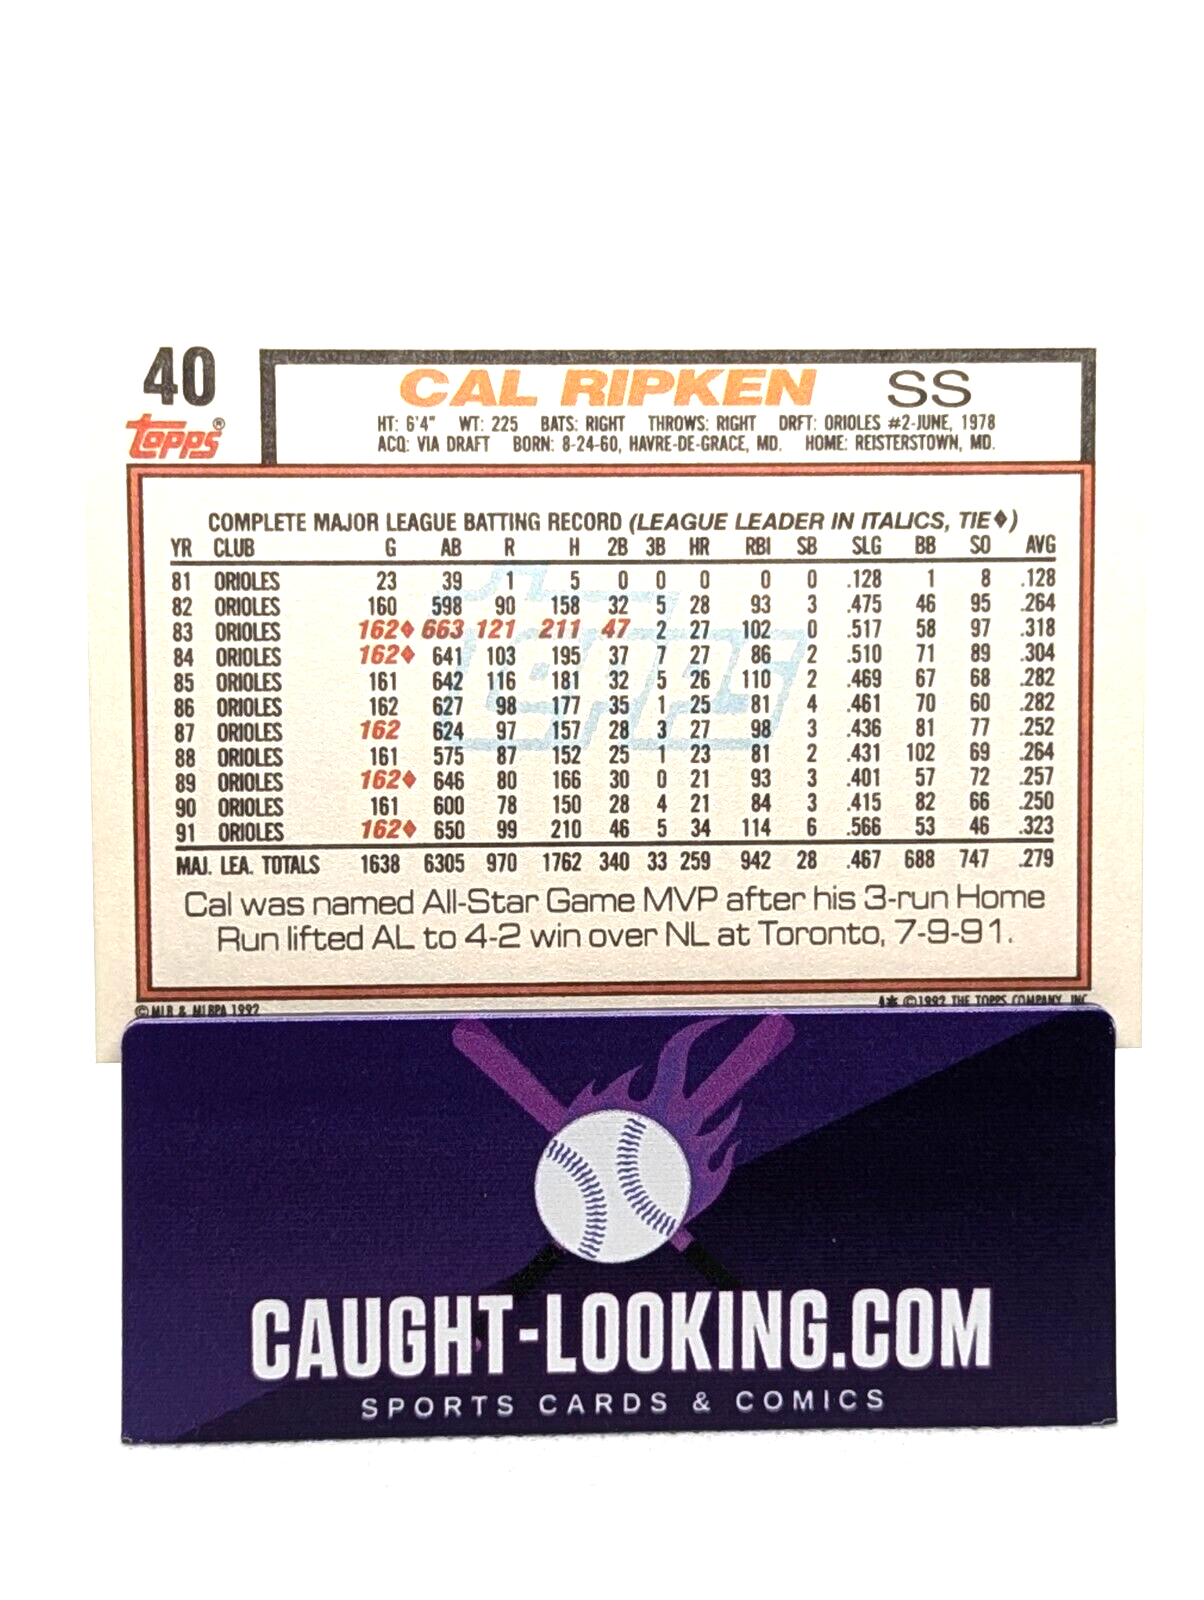 40
Topps®
CAL RIPKEN SS
HT: 6'4" WT: 225 BATS: RIGHT THROWS: RIGHT DRFT: ORIOLES #2-JUNE, 1978
ACQ: VIA DRAFT BORN: 8-24-60, HAVRE-DE-GRACE, MD. HOME: REISTERSTOWN, MD.
COMPLETE MAJOR LEAGUE BATTING RECORD (LEAGUE LEADER IN ITALICS, TIE♦)
YR CLUB G AB R H 2B 3B HR RBI SB SLG BB SO AVG
81 ORIOLES 23 39 1 5 0 0 0 0 0 .128 1 8 .128
82 ORIOLES 160 598 90 158 32 5 28 93 3 .475 46 95 .264
83 ORIOLES 162♦ 663 121 211 47 2 27 102 0 .517 58 97 .318
84 ORIOLES 162♦ 641 103 195 37 7 27 86 2 .510 71 89 .304
85 ORIOLES 161 642 116 181 32 5 26 110 2 .469 67 68 .282
86 ORIOLES 162 627 98 177 35 1 25 81 4 .461 70 60 .282
87 ORIOLES 162 624 97 157 28 3 27 98 3 .436 81 77 .252
88 ORIOLES 161 575 87 152 25 1 23 81 2 .431 102 69 .264
89 ORIOLES 162♦ 646 80 166 30 0 21 93 3 .401 57 72 .257
90 ORIOLES 161 600 78 150 28 4 21 84 3 .415 82 66 .250
91 ORIOLES 162♦ 650 99 210 46 5 34 114 6 .566 53 46 .323
MAJ. LEA. TOTALS 1638 6305 970 1762 340 33 259 942 28 .467 688 747 .279
Cal was named All-Star Game MVP after his 3-run Home
Run lifted AL to 4-2 win over NL at Toronto, 7-9-91.
© MLB & MLBPA 1992 A* © 1992 THE TOPPS COMPANY, INC
CAUGHT-LOOKING.COM
SPORTS CARDS & COMICS